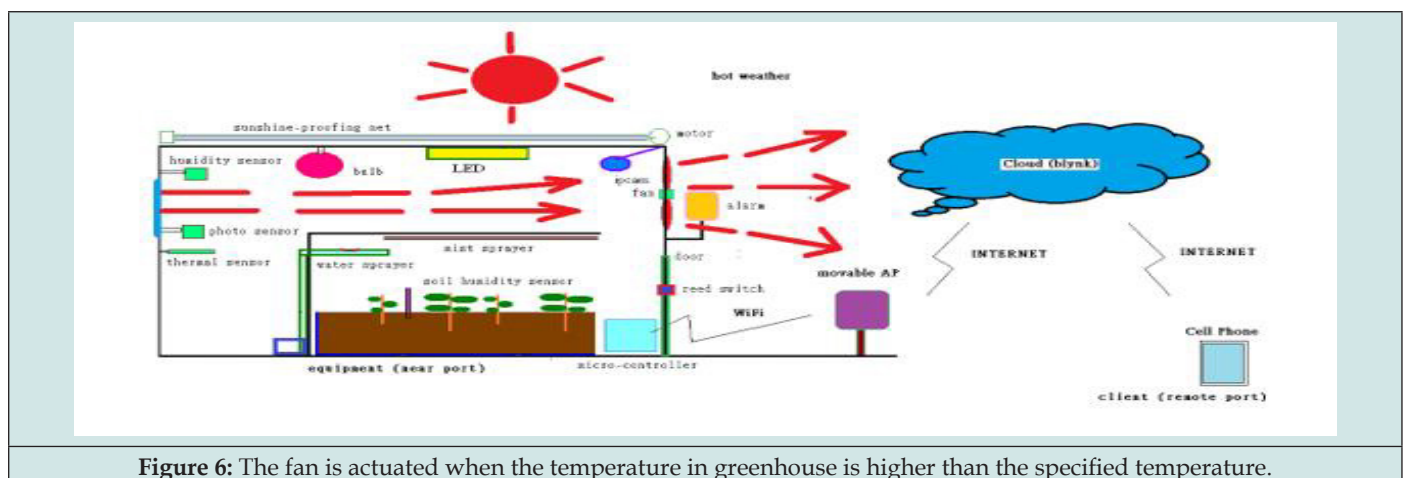 hot weather
sunshine-proofing net
motor
humidity sensor
bulb
LED
ipcam
fan
alarm
Cloud (blynk)
photo sensor
thermal sensor
water sprayer
mist sprayer
door
soil humidity sensor
reed switch
movable AP
INTERNET
INTERNET
WiFi
Cell Phone
equipment (near port)
micro-controller
client (remote port)
Figure 6: The fan is actuated when the temperature in greenhouse is higher than the specified temperature.